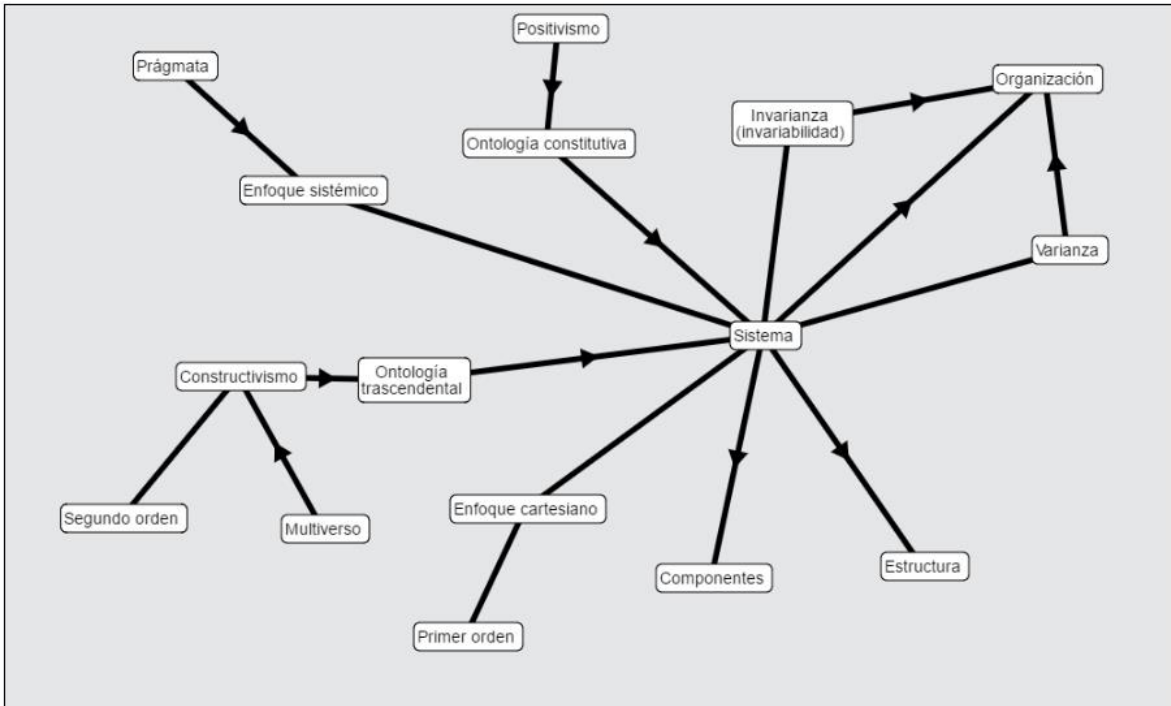 Positivismo
Prágmata
Organización
Invarianza
(invariabilidad)
Ontología constitutiva
Enfoque sistémico
Varianza
Sistema
Constructivismo
Ontología
trascendental
Segundo orden
Multiverso
Enfoque cartesiano
Componentes
Estructura
Primer orden